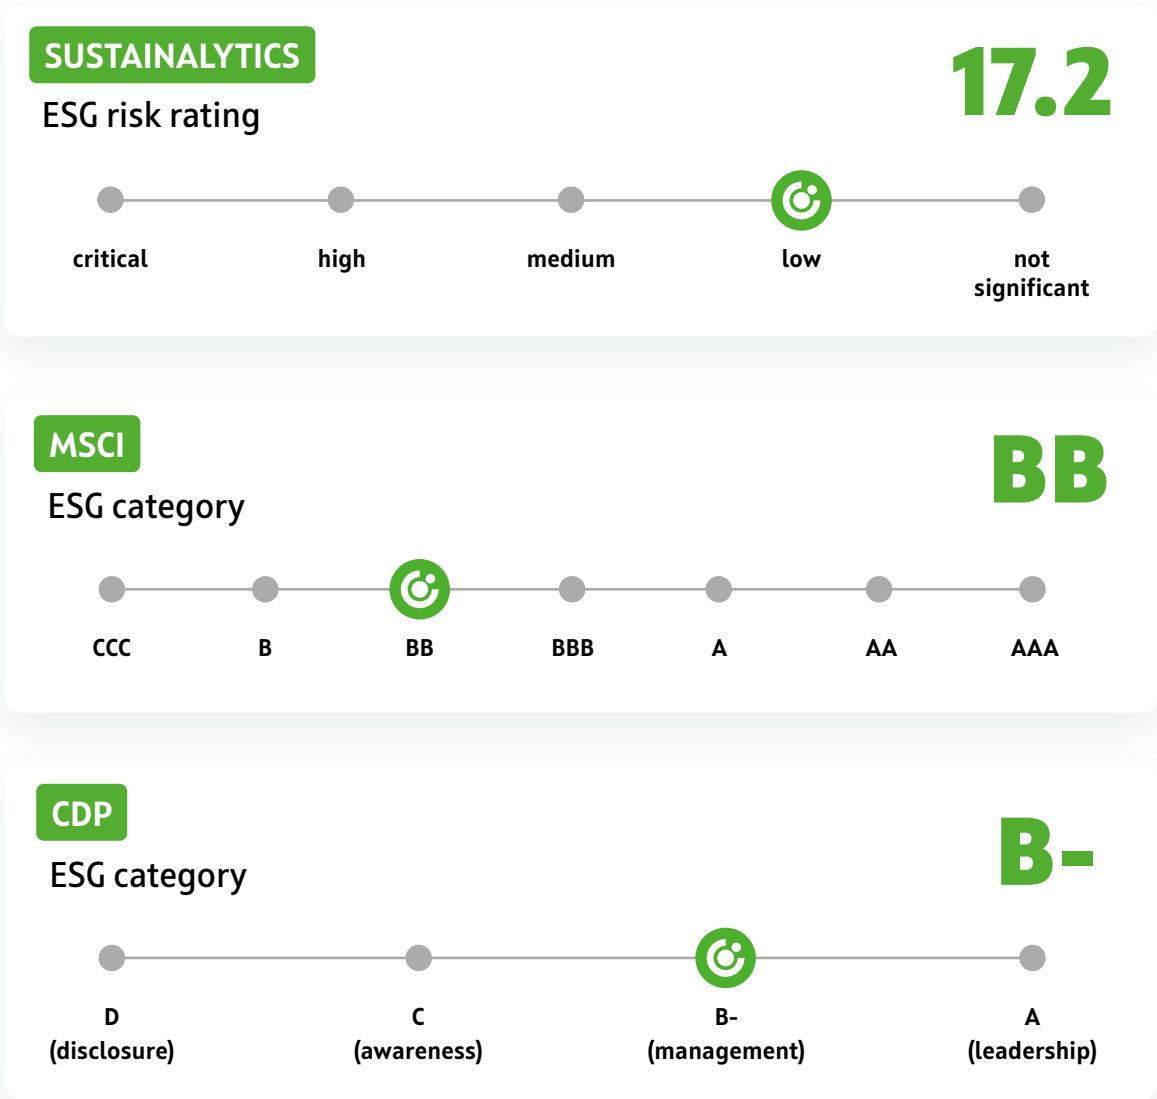 SUSTAINALYTICS
17.2
ESG risk rating
critical high medium low not
significant
MSCI
BB
ESG category
CCC B BB BBB A AA AAA
CDP
B-
ESG category
D C B- A
(disclosure) (awareness) (management) (leadership)